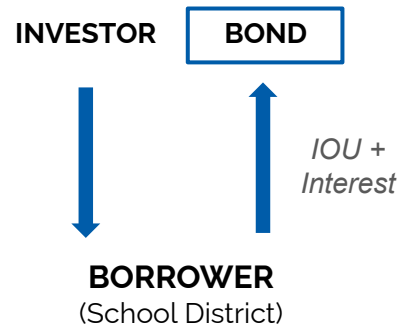 INVESTOR BOND
IOU +
Interest
BORROWER
(School District)